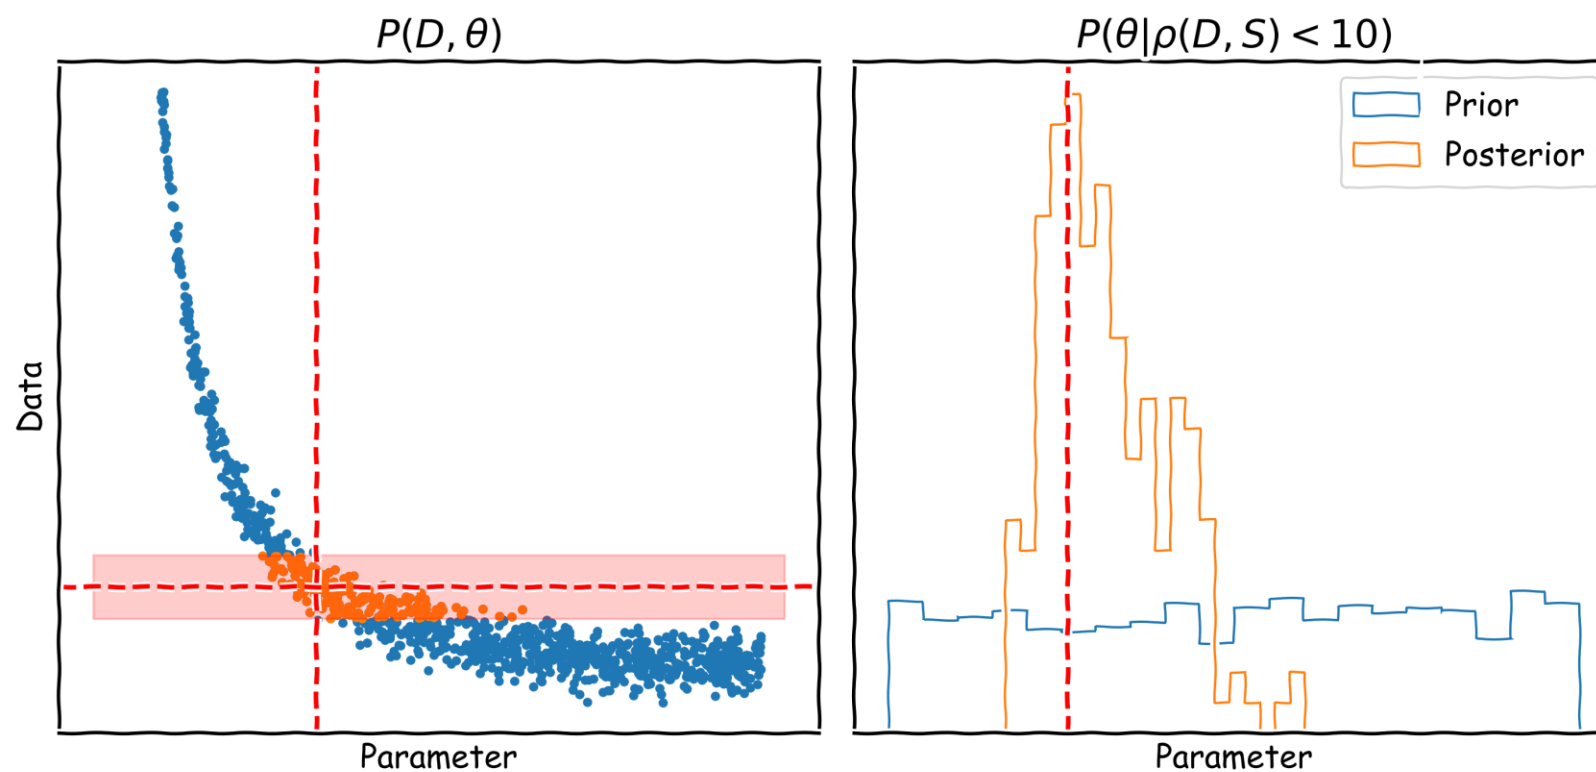 P(D, θ)
Data
Parameter
P(θ|ρ(D, S) < 10)
Prior
Posterior
Parameter